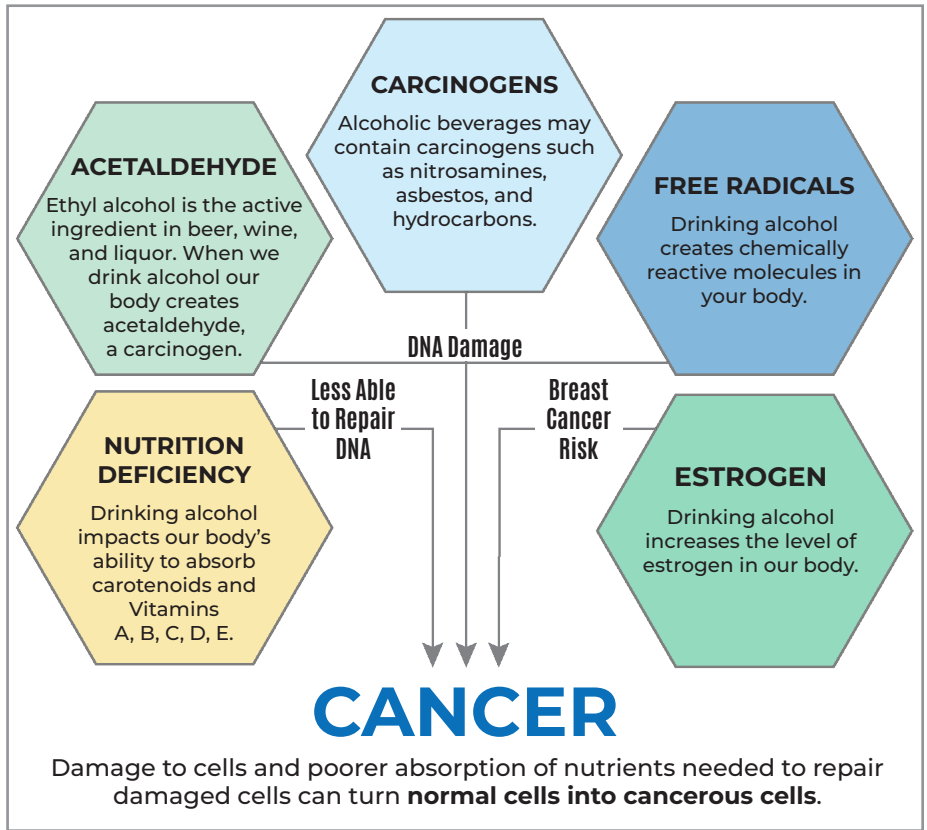 CARCINOGENS
Alcoholic beverages may
contain carcinogens such
as nitrosamines,
asbestos, and
hydrocarbons.
ACETALDEHYDE
Ethyl alcohol is the active
ingredient in beer, wine,
and liquor. When we
drink alcohol our
body creates
acetaldehyde,
a carcinogen.
FREE RADICALS
Drinking alcohol
creates chemically
reactive molecules in
your body.
DNA Damage
Less Able
to Repair
DNA
Breast
Cancer
Risk
NUTRITION
DEFICIENCY
Drinking alcohol
impacts our body’s
ability to absorb
carotenoids and
Vitamins
A, B, C, D, E.
ESTROGEN
Drinking alcohol
increases the level of
estrogen in our body.
CANCER
Damage to cells and poorer absorption of nutrients needed to repair
damaged cells can turn normal cells into cancerous cells.